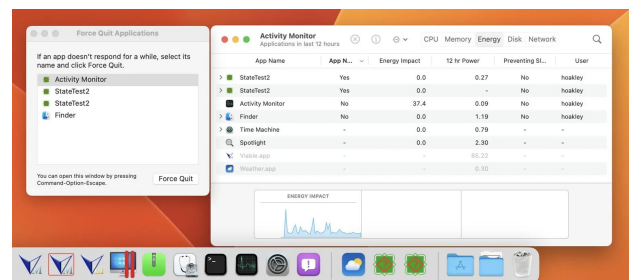 Force Quit Applications
If an app doesn't respond for a while, select its
name and click Force Quit.
Activity Monitor
StateTest2
StateTest2
Finder
You can open this window by pressing
Command-Option-Escape.
Force Quit
Activity Monitor
Applications in last 12 hours
CPU Memory Energy Disk Network
App Name App N... Energy Impact 12 hr Power Preventing Sl... User
StateTest2 Yes 0.0 0.27 No hoakley
StateTest2 Yes 0.0 - No hoakley
Activity Monitor No 37.4 0.09 No hoakley
Finder No 0.0 1.19 No hoakley
Time Machine - 0.0 0.79 - -
Spotlight - 0.0 2.30 - -
Viable.app - - 85.22 - -
Weather.app - - 0.30 - -
ENERGY IMPACT